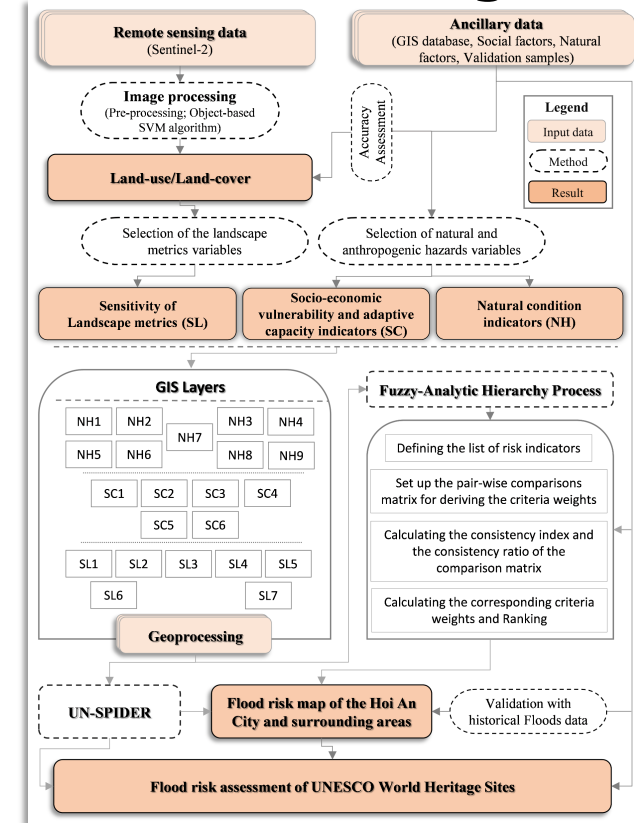 Remote sensing data
(Sentinel-2)
Ancillary data
(GIS database, Social factors, Natural
factors, Validation samples)
Image processing
(Pre-processing; Object-based
SVM algorithm)
Accuracy
Assessment
Legend
Input data
Method
Result
Land-use/Land-cover
Selection of the landscape
metrics variables
Selection of natural and
anthropogenic hazards variables
Sensitivity of
Landscape metrics (SL)
Socio-economic
vulnerability and adaptive
capacity indicators (SC)
Natural condition
indicators (NH)
GIS Layers
NH1 NH2 NH7 NH3 NH4
NH5 NH6 NH8 NH9
SC1 SC2 SC3 SC4
SC5 SC6
SL1 SL2 SL3 SL4 SL5
SL6 SL7
Geoprocessing
Fuzzy-Analytic Hierarchy Process
Defining the list of risk indicators
Set up the pair-wise comparisons
matrix for deriving the criteria weights
Calculating the consistency index and
the consistency ratio of the
comparison matrix
Calculating the corresponding criteria
weights and Ranking
UN-SPIDER
Flood risk map of the Hoi An
City and surrounding areas
Validation with
historical Floods data
Flood risk assessment of UNESCO World Heritage Sites